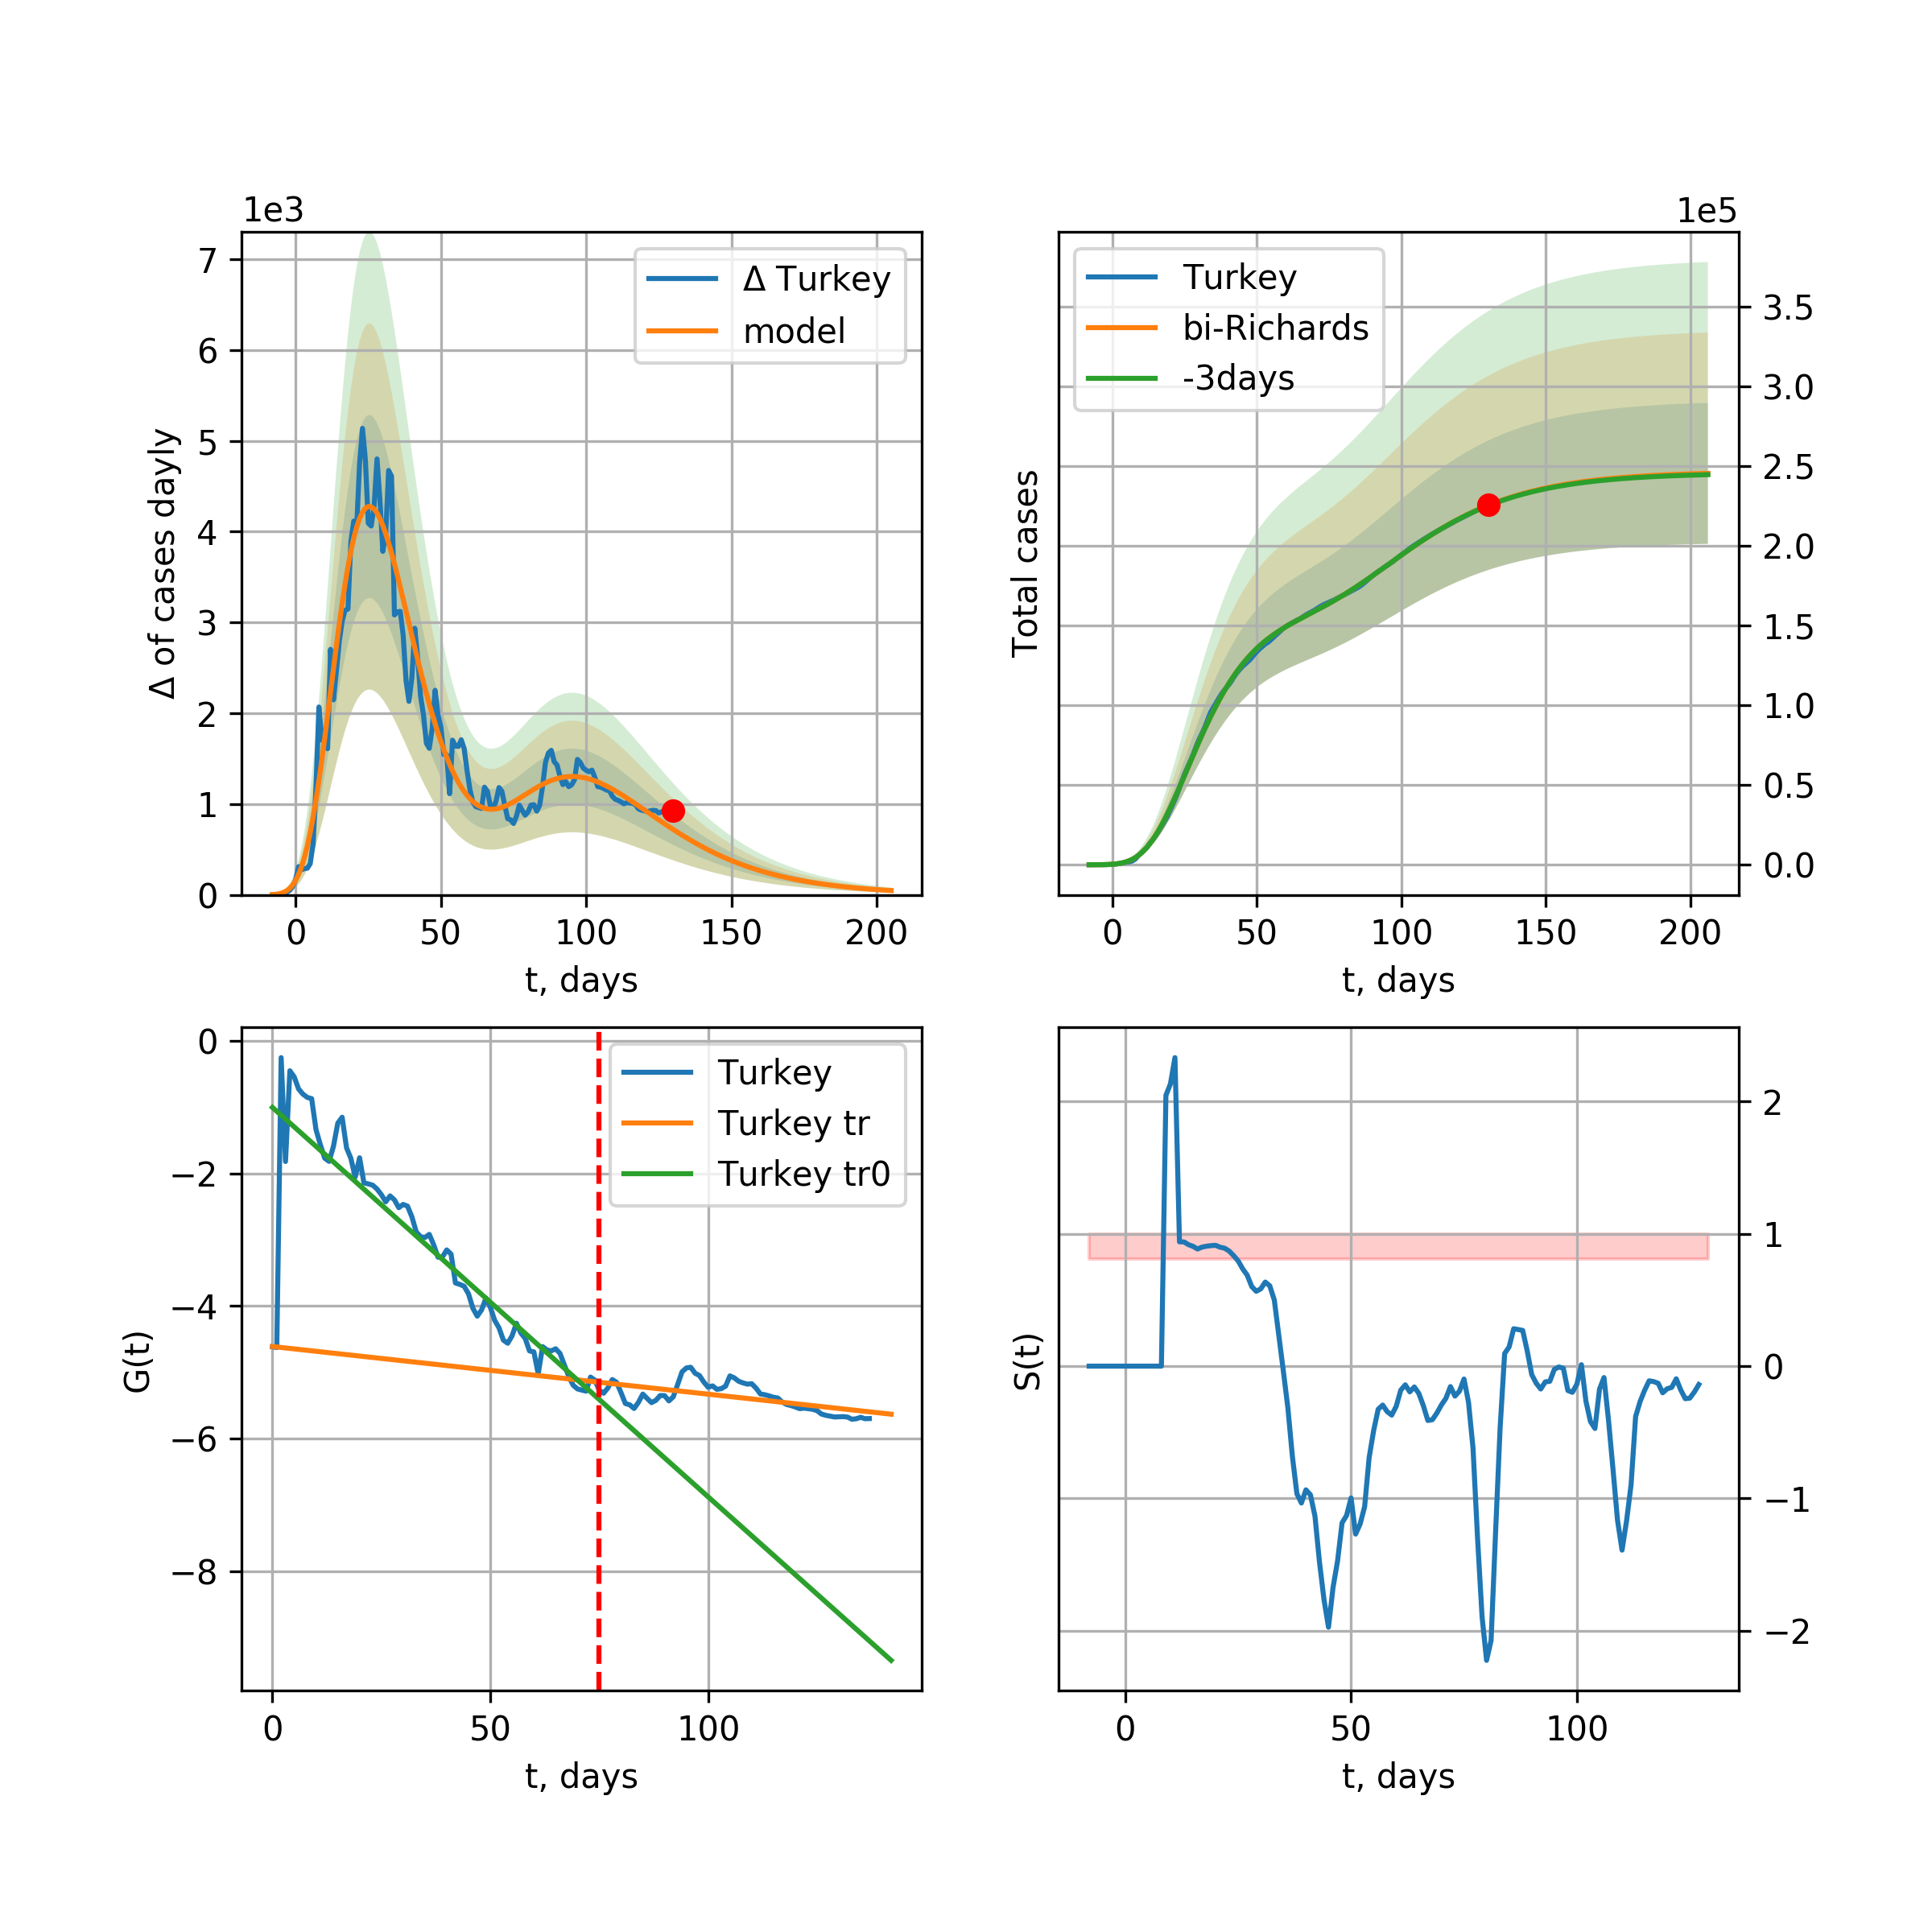 1e3
7
6
5
4
3
2
1
0
Δ of cases dayly
Δ Turkey
model
0 50 100 150 200
t, days
1e5
3.5
3.0
2.5
2.0
1.5
1.0
0.5
0.0
Total cases
Turkey
bi-Richards
-3days
0 50 100 150 200
t, days
0
−2
−4
−6
−8
G(t)
Turkey
Turkey tr
Turkey tr0
0 50 100
t, days
2
1
0
−1
−2
S(t)
0 50 100
t, days